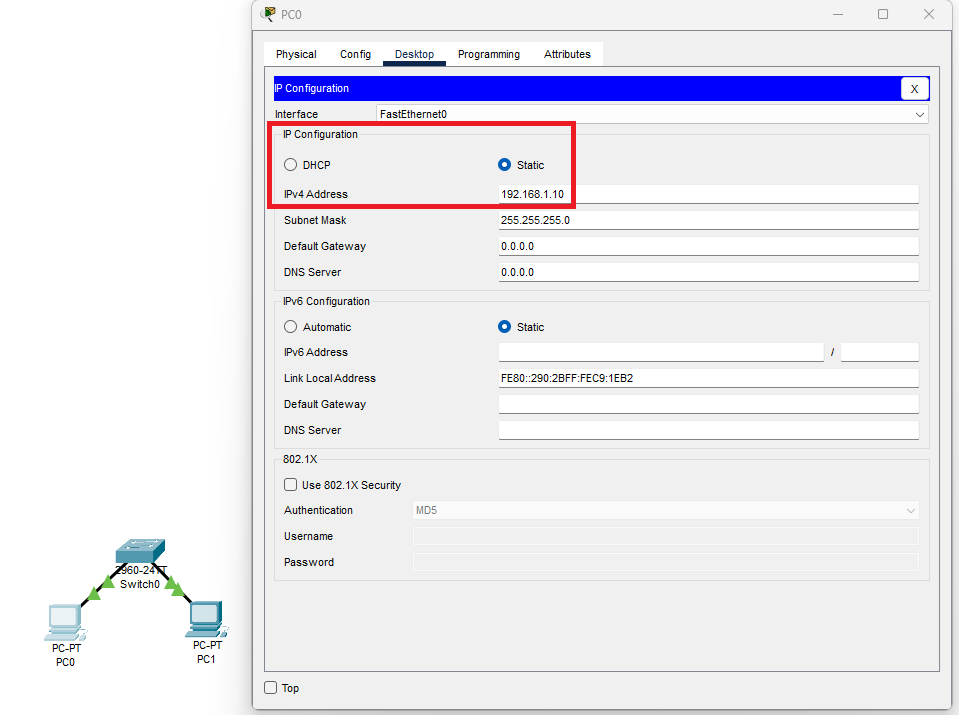 PC0
Physical Config Desktop Programming Attributes
IP Configuration X
Interface FastEthernet0
IP Configuration
DHCP Static
IPv4 Address 192.168.1.10
Subnet Mask 255.255.255.0
Default Gateway 0.0.0.0
DNS Server 0.0.0.0
IPv6 Configuration
Automatic Static
IPv6 Address /
Link Local Address FE80::290:2BFF:FEC9:1EB2
Default Gateway
DNS Server
802.1X
Use 802.1X Security
Authentication MD5
Username
Password
Top
2960-24TT
Switch0
PC-PT
PC0
PC-PT
PC1